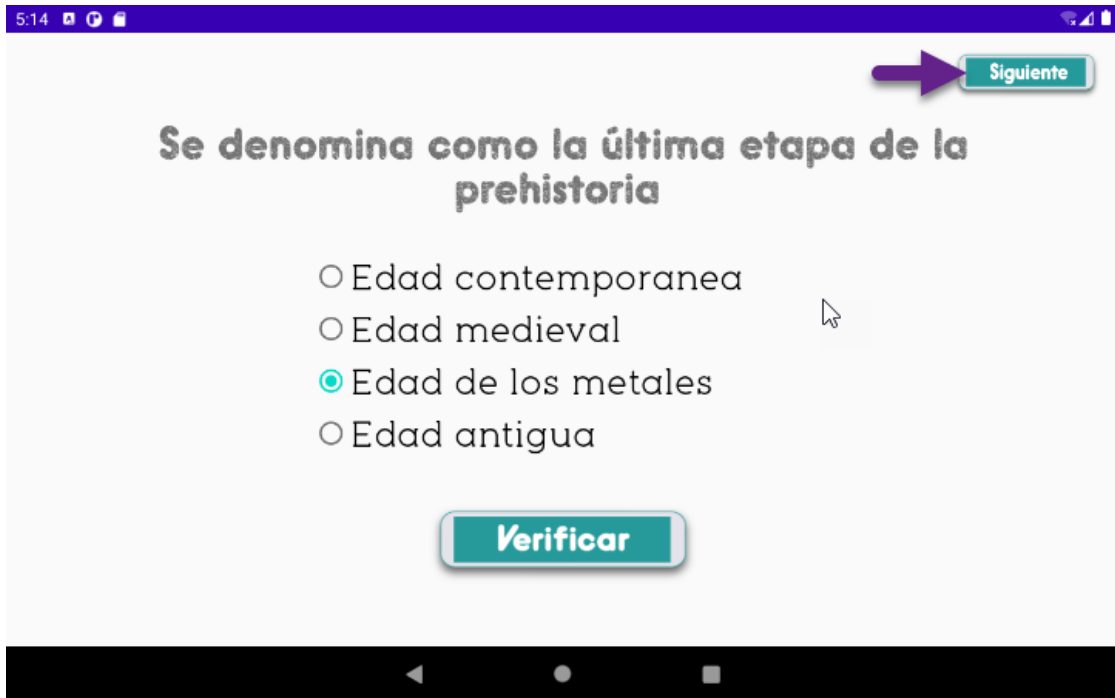 5:14
Siguiente
Se denomina como la última etapa de la
prehistoria
Edad contemporanea
Edad medieval
Edad de los metales
Edad antigua
Verificar